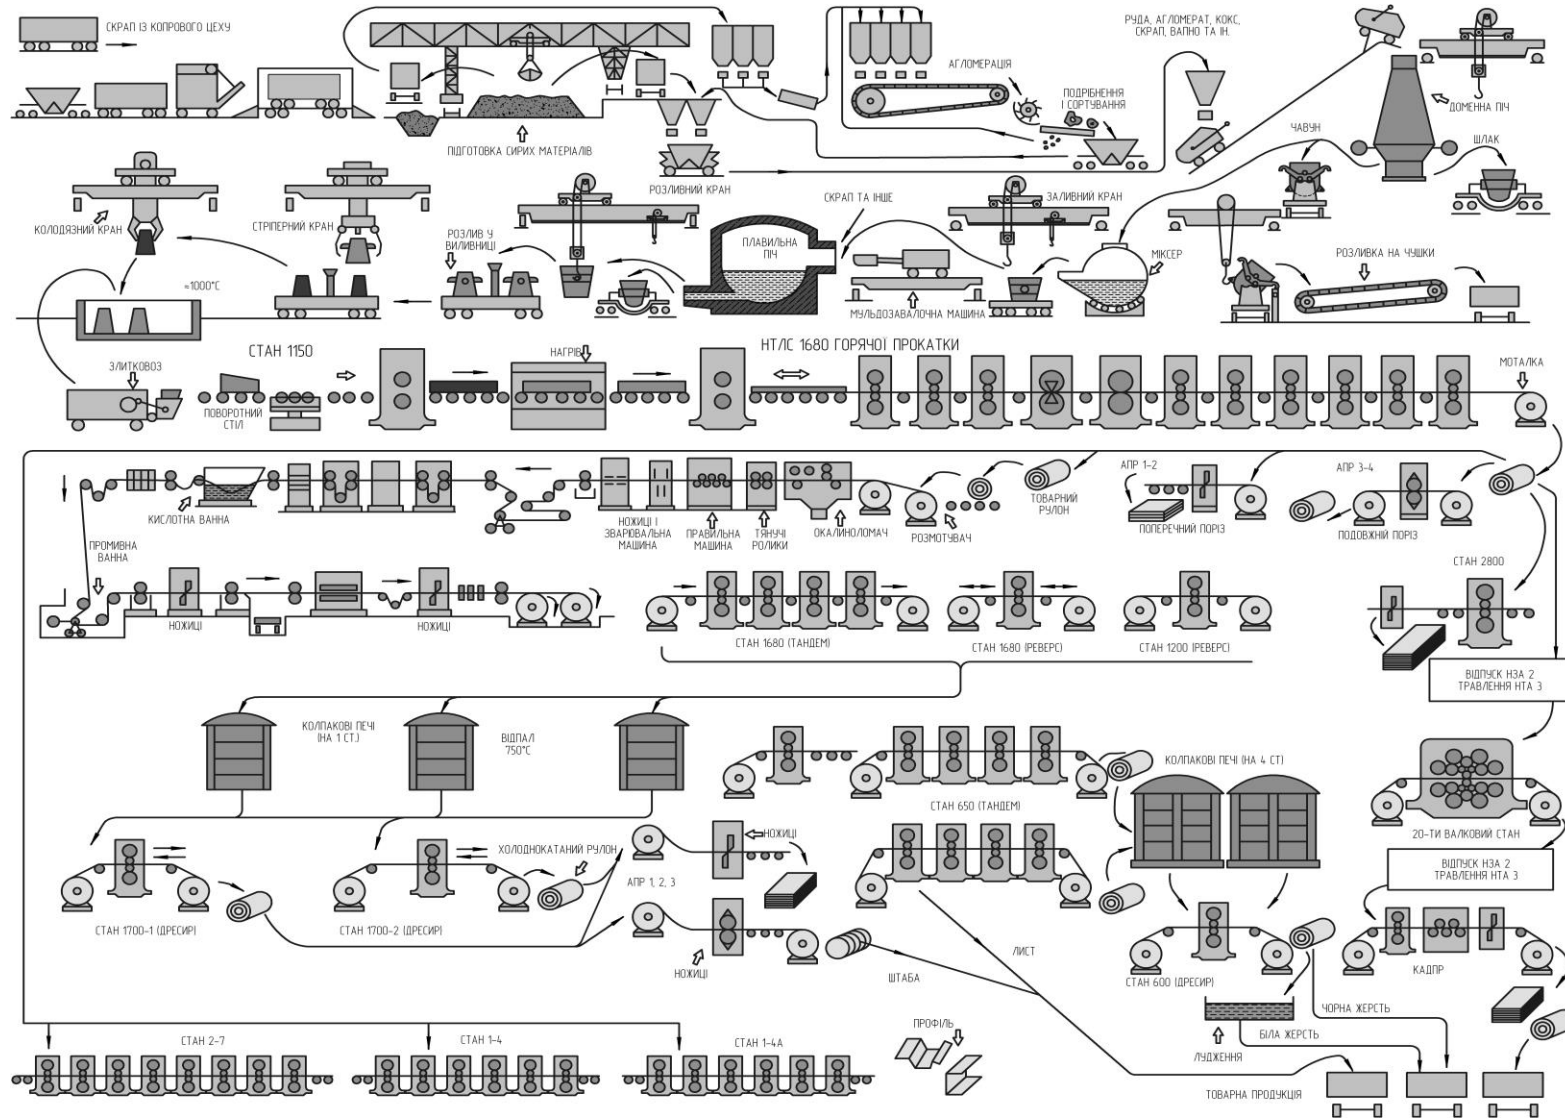 СКРАП ІЗ КОПРОВОГО ЦЕХУ
РУДА, АГЛОМЕРАТ, КОКС,
СКРАП, ВАПНО ТА ІН.
АГЛОМЕРАЦІЯ
ПОДРІБНЕННЯ
І СОРТУВАННЯ
ДОМЕННА ПІЧ
ЧАВУН
ШЛАК
ПІДГОТОВКА СИРИХ МАТЕРІАЛІВ
РОЗЛИВНИЙ КРАН
СКРАП ТА ІНШЕ
ЗАЛИВНИЙ КРАН
КОЛОДЯЗНИЙ КРАН
СТРІПЕРНИЙ КРАН
РОЗЛИВ У
ВИЛИВНИЦІ
ПЛАВИЛЬНА
ПІЧ
МІКСЕР
РОЗЛИВКА НА ЧУШКИ
≈1000°С
МУЛЬДОЗАВАЛОЧНА МАШИНА
СТАН 1150
НАГРІВ
НТЛС 1680 ГОРЯЧОЇ ПРОКАТКИ
МОТАЛКА
ЗЛИТКОВОЗ
ПОВОРОТНИЙ
СТІЛ
АПР 1-2
АПР 3-4
КИСЛОТНА ВАННА
НОЖИЦІ І
ЗВАРЮВАЛЬНА
МАШИНА
ПРАВИЛЬНА
МАШИНА
ТЯНУЧІ
РОЛИКИ
ОКАЛИНОЛОМАЧ
РОЗМОТУВАЧ
ТОВАРНИЙ
РУЛОН
ПОПЕРЕЧНИЙ ПОРІЗ
ПОДОВЖНІЙ ПОРІЗ
ПРОМИВНА
ВАННА
СТАН 2800
НОЖИЦІ
НОЖИЦІ
СТАН 1680 (ТАНДЕМ)
СТАН 1680 (РЕВЕРС)
СТАН 1200 (РЕВЕРС)
ВІДПУСК НЗА 2
ТРАВЛЕННЯ НТА 3
КОЛПАКОВІ ПЕЧІ
(НА 1 СТ.)
ВІДПАЛ
750°С
КОЛПАКОВІ ПЕЧІ (НА 4 СТ)
СТАН 650 (ТАНДЕМ)
20-ТИ ВАЛКОВИЙ СТАН
НОЖИЦІ
ХОЛОДНОКАТАНИЙ РУЛОН
АПР 1, 2, 3
ВІДПУСК НЗА 2
ТРАВЛЕННЯ НТА 3
СТАН 1700-1 (ДРЕСИР)
СТАН 1700-2 (ДРЕСИР)
НОЖИЦІ
ШТАБА
ЛИСТ
СТАН 600 (ДРЕСИР)
КАДПР
ЧОРНА ЖЕРСТЬ
БІЛА ЖЕРСТЬ
ЛУДЖЕННЯ
ПРОФІЛЬ
СТАН 2-7
СТАН 1-4
СТАН 1-4А
ТОВАРНА ПРОДУКЦІЯ